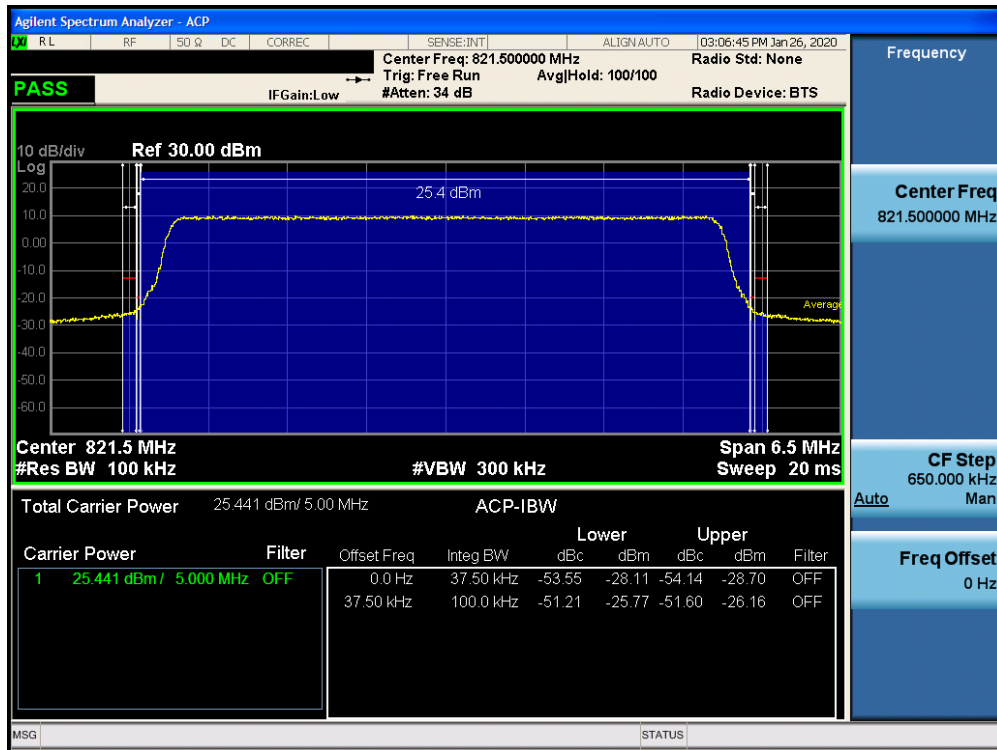 Agilent Spectrum Analyzer - ACP
LXI RL RF 50 Ω DC CORREC SENSE:INT ALIGN AUTO 03:06:45 PM Jan 26, 2020
Center Freq: 821.500000 MHz Radio Std: None
Trig: Free Run Avg|Hold: 100/100
PASS IFGain:Low #Atten: 34 dB Radio Device: BTS
10 dB/div Ref 30.00 dBm
Log
20.0
25.4 dBm
10.0
0.00
-10.0
-20.0
Average
-30.0
-40.0
-50.0
-60.0
Center 821.5 MHz Span 6.5 MHz
#Res BW 100 kHz #VBW 300 kHz Sweep 20 ms
Total Carrier Power 25.441 dBm/ 5.00 MHz ACP-IBW
Lower Upper
Carrier Power Filter Offset Freq Integ BW dBc dBm dBc dBm Filter
1 25.441 dBm / 5.000 MHz OFF 0.0 Hz 37.50 kHz -53.55 -28.11 -54.14 -28.70 OFF
37.50 kHz 100.0 kHz -51.21 -25.77 -51.60 -26.16 OFF
MSG STATUS
Frequency
Center Freq
821.500000 MHz
CF Step
650.000 kHz
Auto Man
Freq Offset
0 Hz